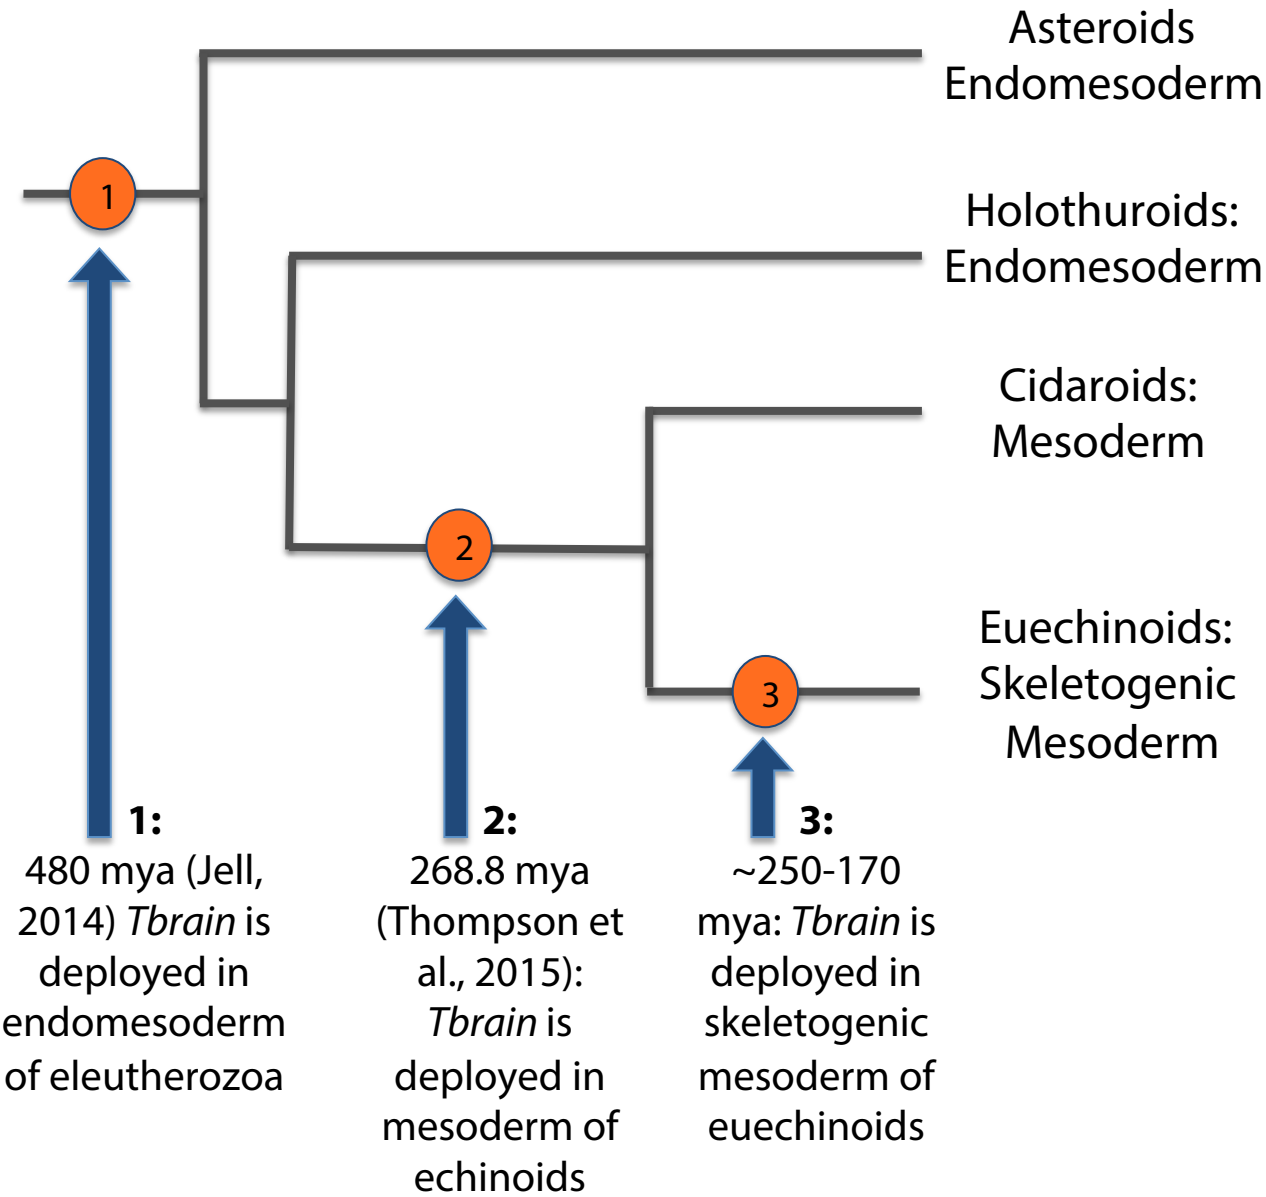 Asteroids
Endomesoderm
1
Holothuroids:
Endomesoderm
Cidaroids:
Mesoderm
2
Euechinoids:
Skeletogenic
Mesoderm
3
1:
480 mya (Jell,
2014) Tbrain is
deployed in
endomesoderm
of eleutherozoa
2:
268.8 mya
(Thompson et
al., 2015):
Tbrain is
deployed in
mesoderm of
echinoids
3:
~250-170
mya: Tbrain is
deployed in
skeletogenic
mesoderm of
euechinoids